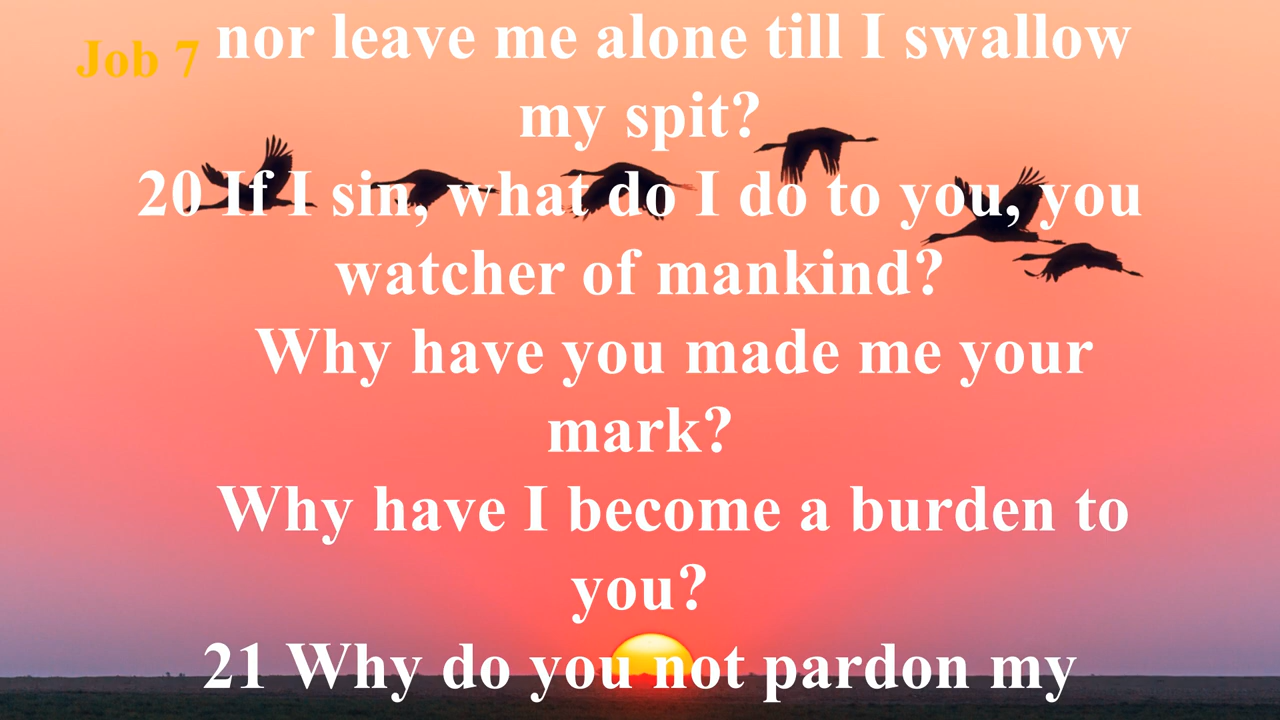 Job 7
nor leave me alone till I swallow
my spit?
20 If I sin, what do I do to you, you
watcher of mankind?
Why have you made me your
mark?
Why have I become a burden to
you?
21 Why do you not pardon my